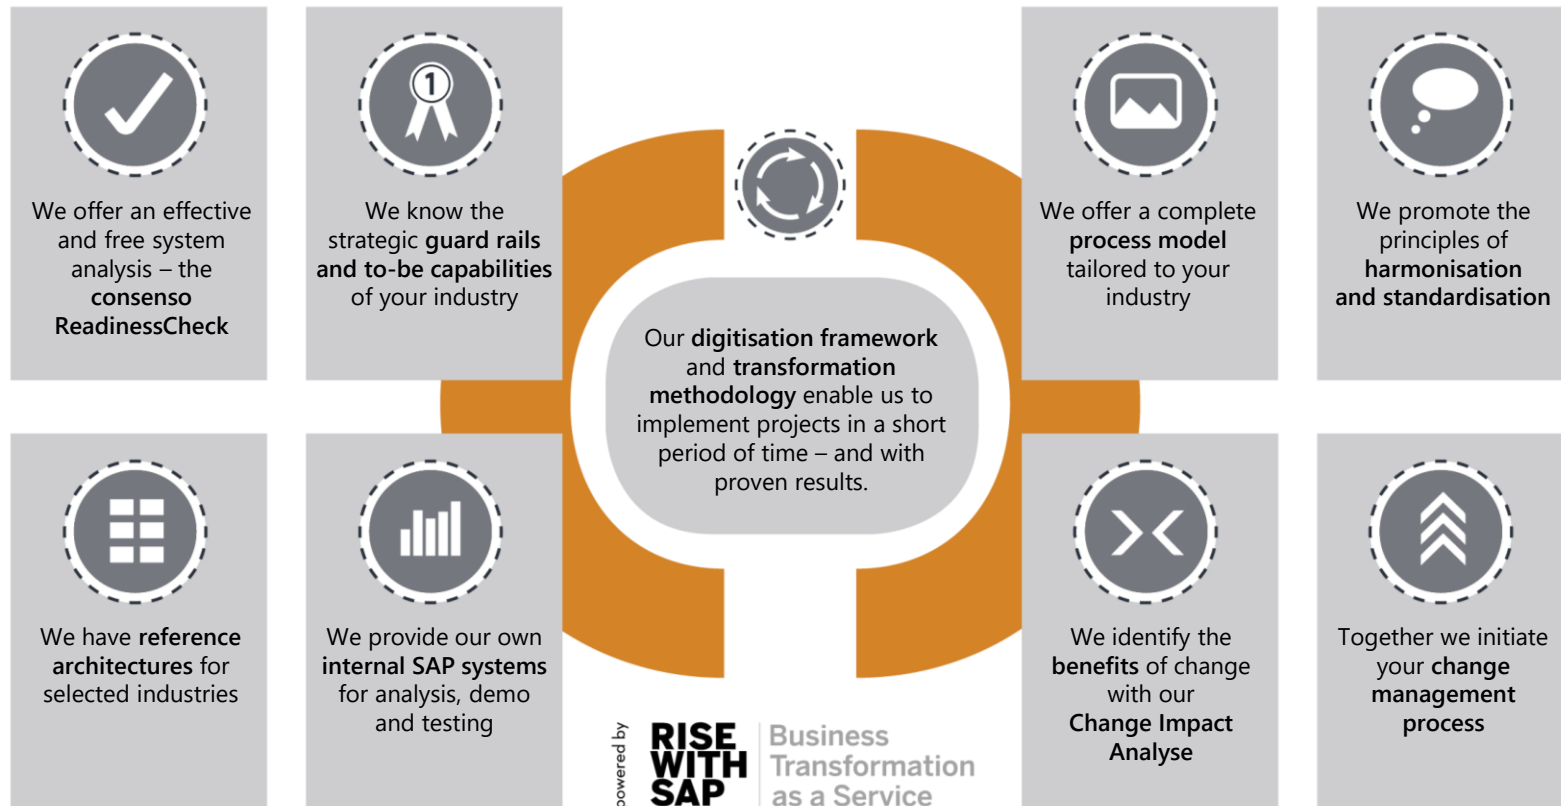 We offer an effective
and free system
analysis – the
consenso
ReadinessCheck
1
We know the
strategic guard rails
and to-be capabilities
of your industry
We offer a complete
process model
tailored to your
industry
We promote the
principles of
harmonisation
and standardisation
Our digitisation framework
and transformation
methodology enable us to
implement projects in a short
period of time – and with
proven results.
We have reference
architectures for
selected industries
We provide our own
internal SAP systems
for analysis, demo
and testing
We identify the
benefits of change
with our
Change Impact
Analyse
Together we initiate
your change
management
process
powered by
RISE
WITH
SAP
Business
Transformation
as a Service